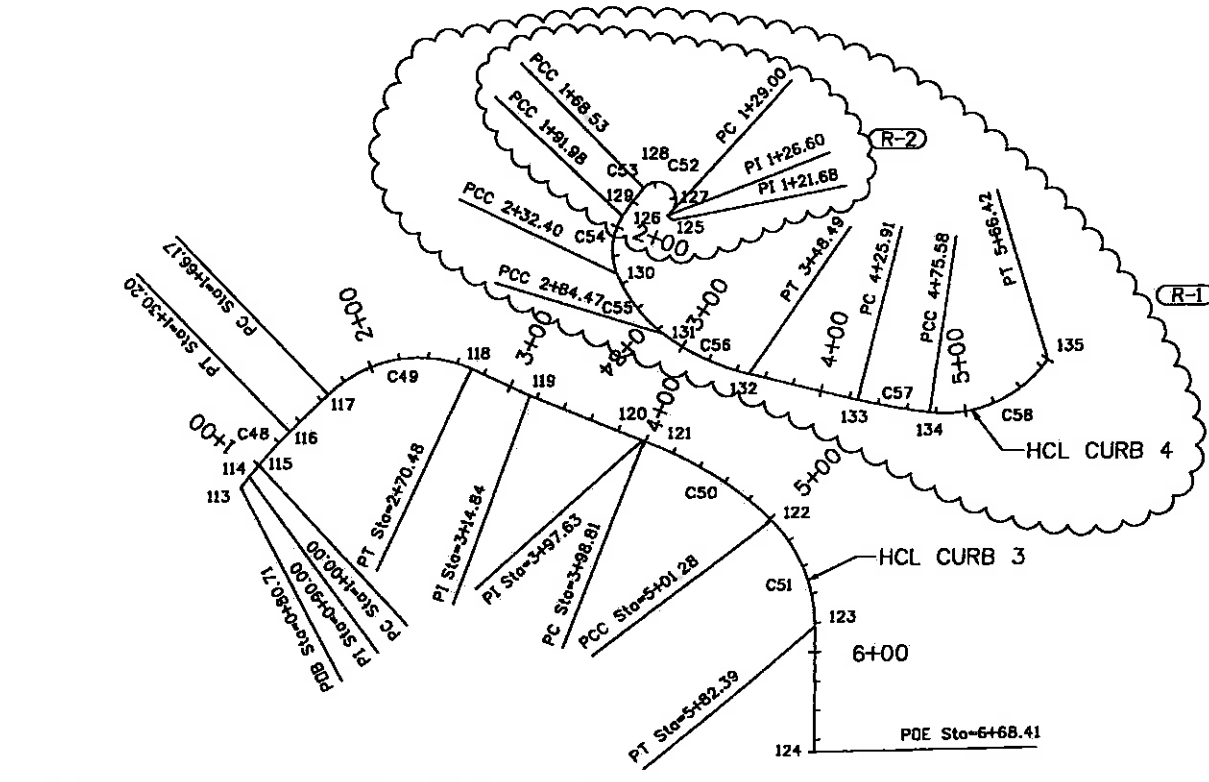 PCC 1+68.53
PCC 1+91.98
PC 1+29.00
R-2
PI 1+26.60
PI 1+21.68
128
C53
C52
129
127
126
125
PCC 2+32.40
C54
2+00
130
PT 3+48.49
PC 4+25.91
PCC 4+75.58
PT 5+66.42
R-1
PC Sta=1+66.17
PT Sta=1+30.20
PCC 2+84.47
C55
131
3+00
C56
132
4+00
133
C57
134
5+00
135
C58
HCL CURB 4
2+00
C49
118
3+00
119
120
4+00
121
117
116
C48
1+00
115
114
113
C50
5+00
122
HCL CURB 3
C51
123
6+00
124
PT Sta=2+70.48
PI Sta=3+14.84
PI Sta=3+97.63
PC Sta=3+98.81
PCC Sta=5+01.28
PC Sta=1+00.00
PI Sta=0+90.00
POB Sta=0+80.71
PT Sta=5+82.39
POE Sta=6+68.41